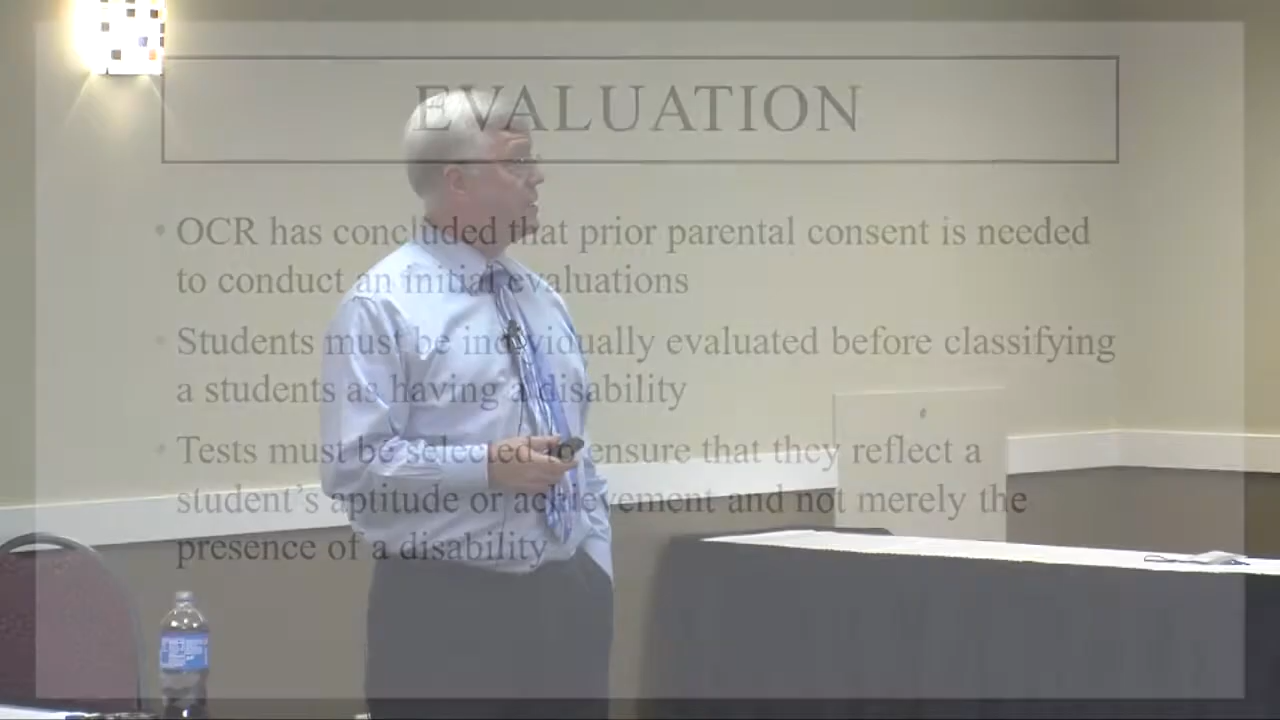 EVALUATION
• OCR has concluded that prior parental consent is needed
to conduct an initial evaluations
• Students must be individually evaluated before classifying
a students as having a disability
• Tests must be selected to ensure that they reflect a
student’s aptitude or achievement and not merely the
presence of a disability